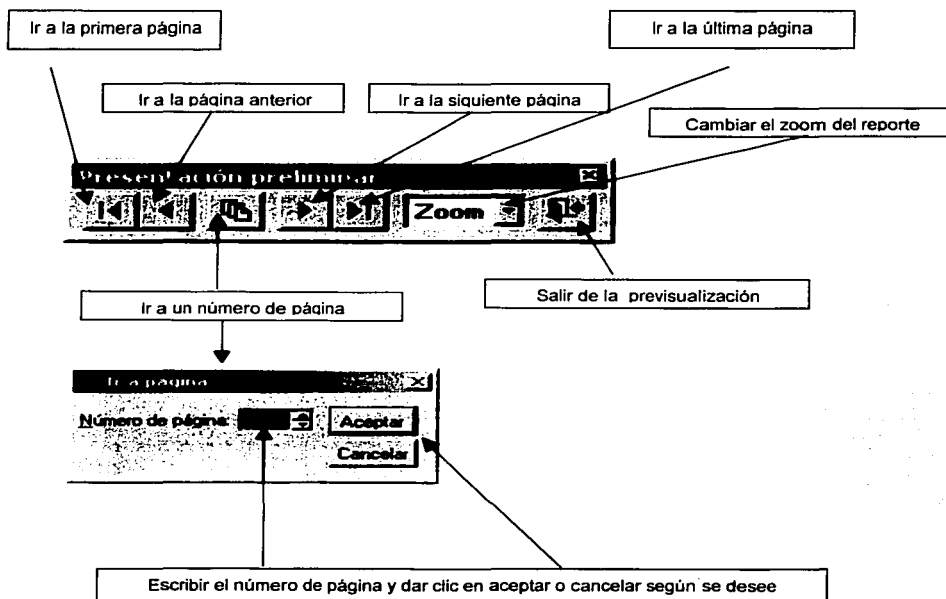 Ir a la primera página
Ir a la última página
Ir a la página anterior
Ir a la siguiente página
Cambiar el zoom del reporte
Presentación preliminar
Zoom
Ir a un número de página
Salir de la previsualización
Ir a página
Número de página:
Aceptar
Cancelar
Escribir el número de página y dar clic en aceptar o cancelar según se desee